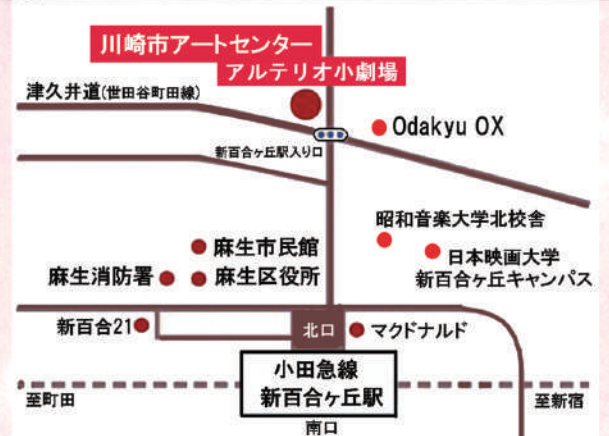 川崎市アートセンター
アルテリオ小劇場
津久井道(世田谷町田線)
Odakyu OX
新百合ヶ丘駅入り口
昭和音楽大学北校舎
麻生市民館
日本映画大学
新百合ヶ丘キャンパス
麻生消防署
麻生区役所
新百合21
北口
マクドナルド
小田急線
新百合ヶ丘駅
至町田
至新宿
南口